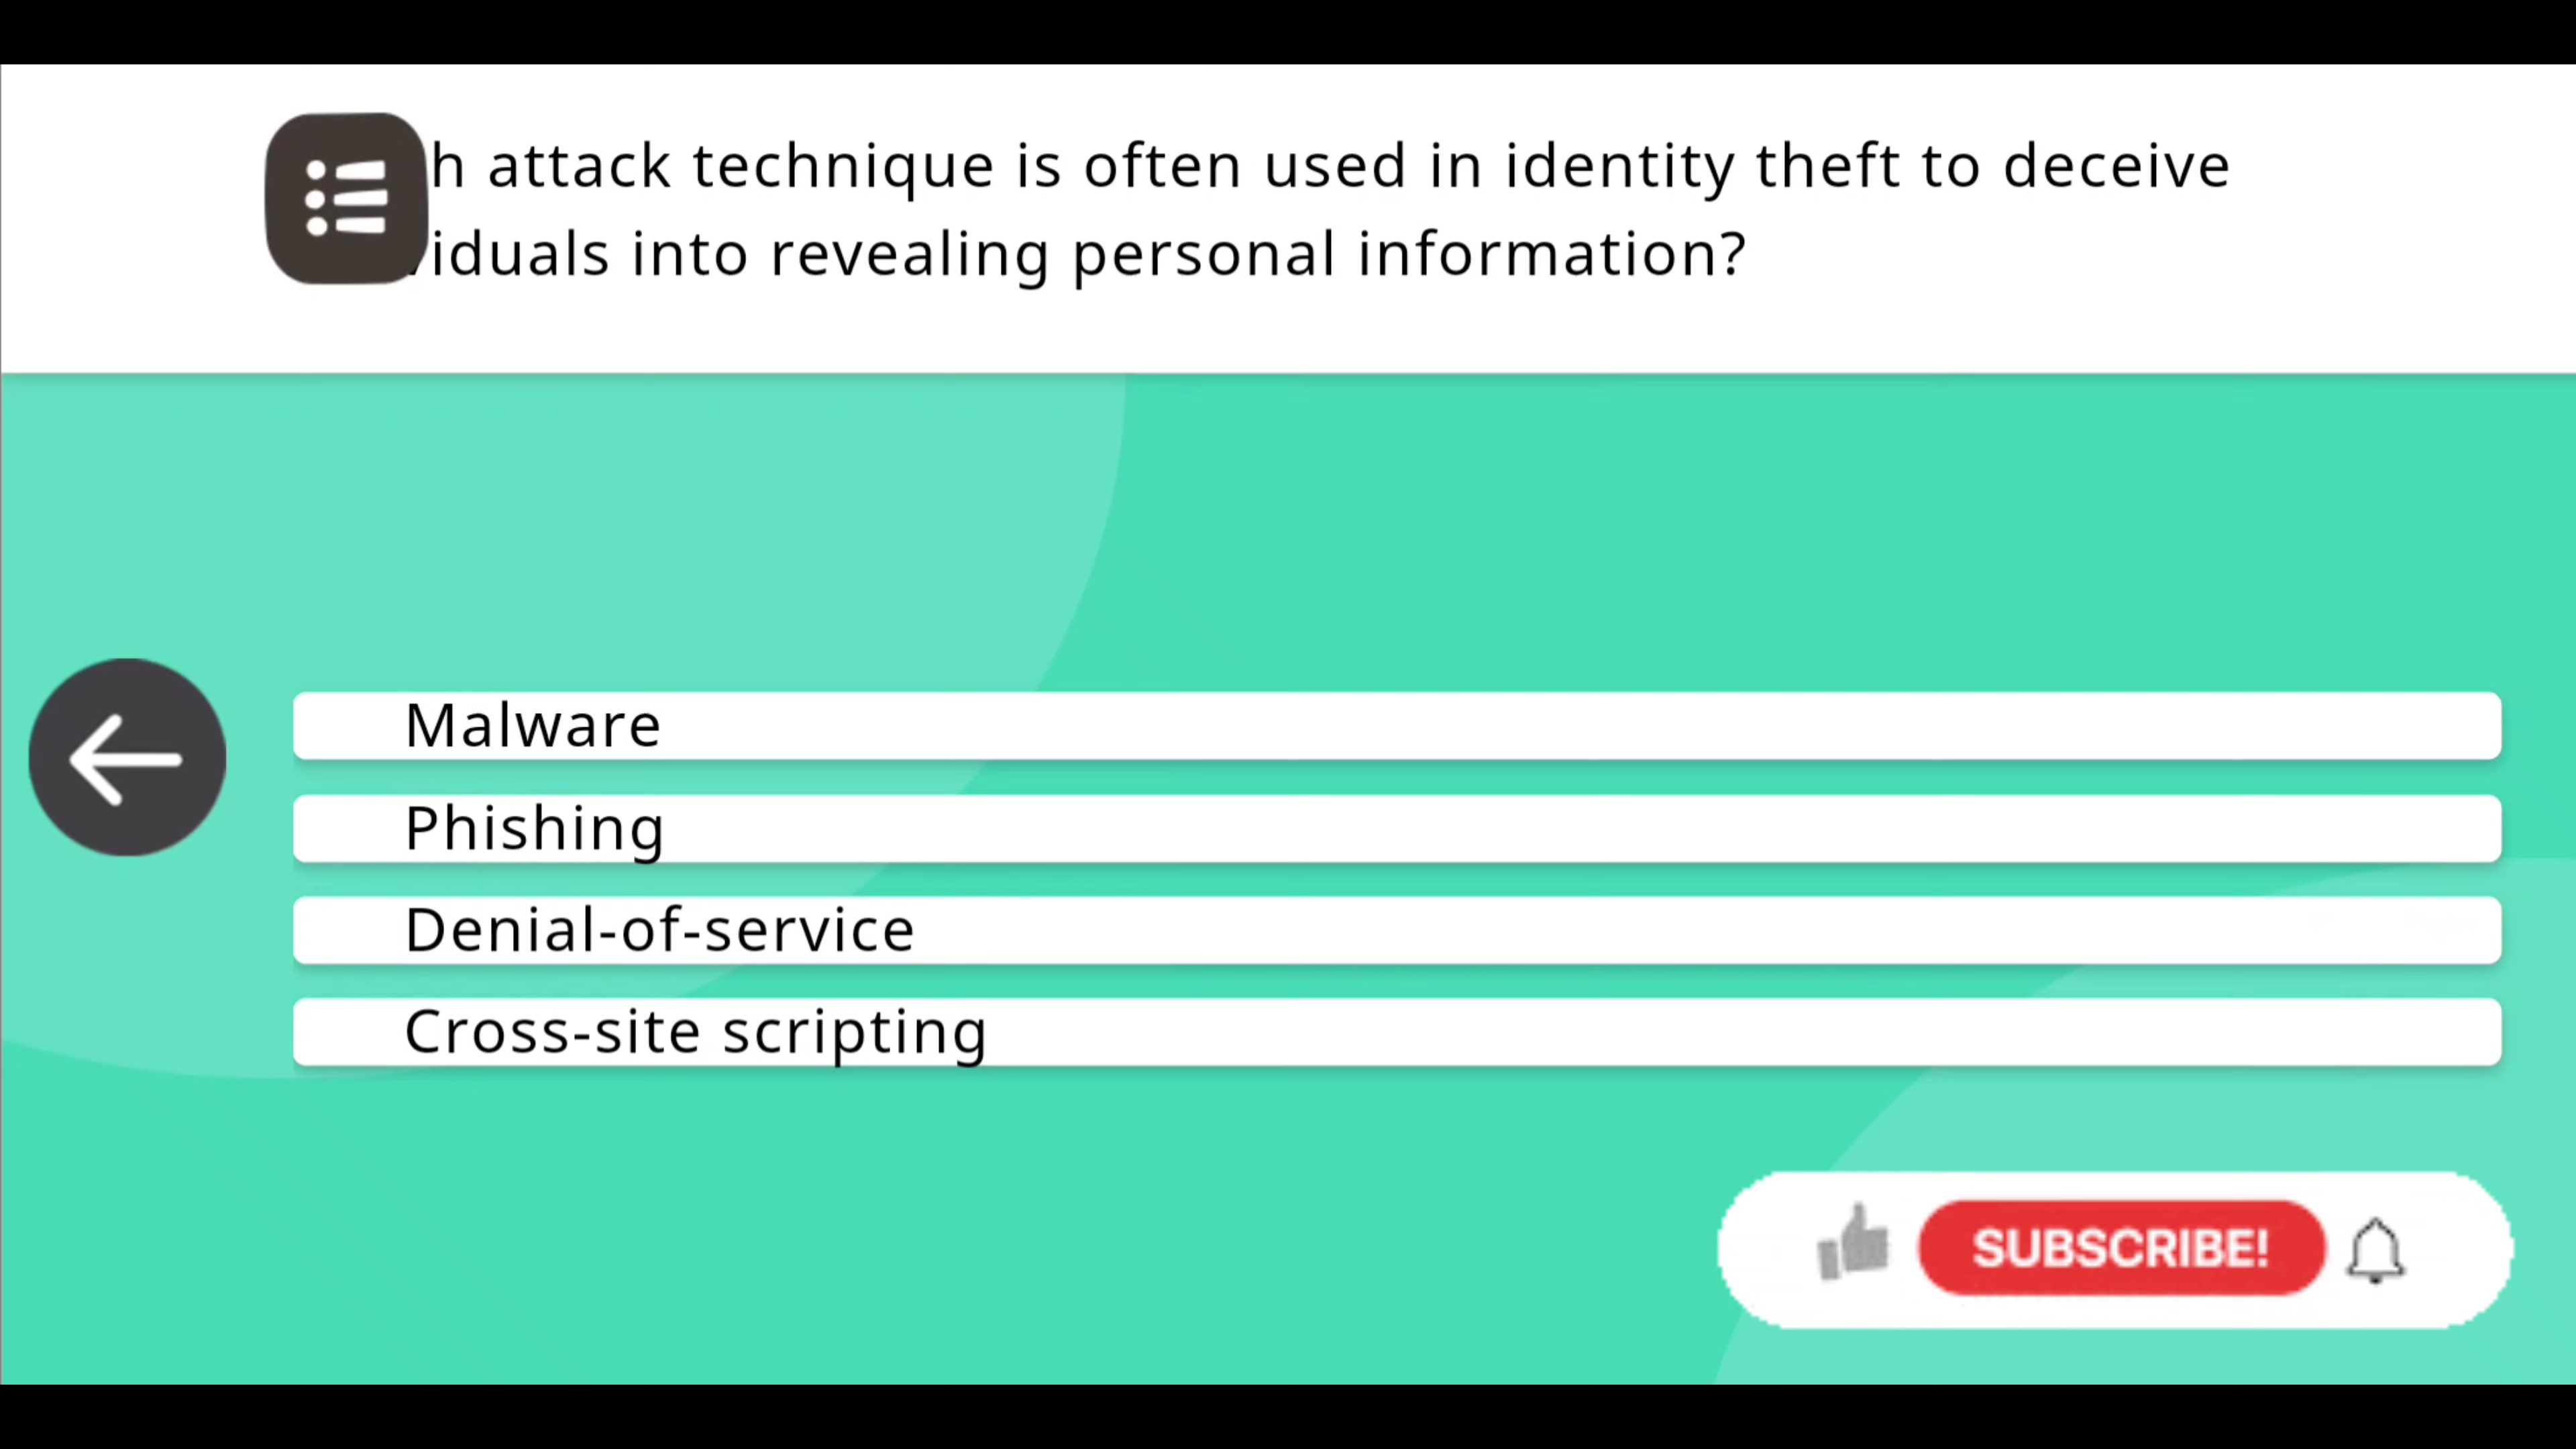 h attack technique is often used in identity theft to deceive
iduals into revealing personal information?
Malware
Phishing
Denial-of-service
Cross-site scripting
SUBSCRIBE!